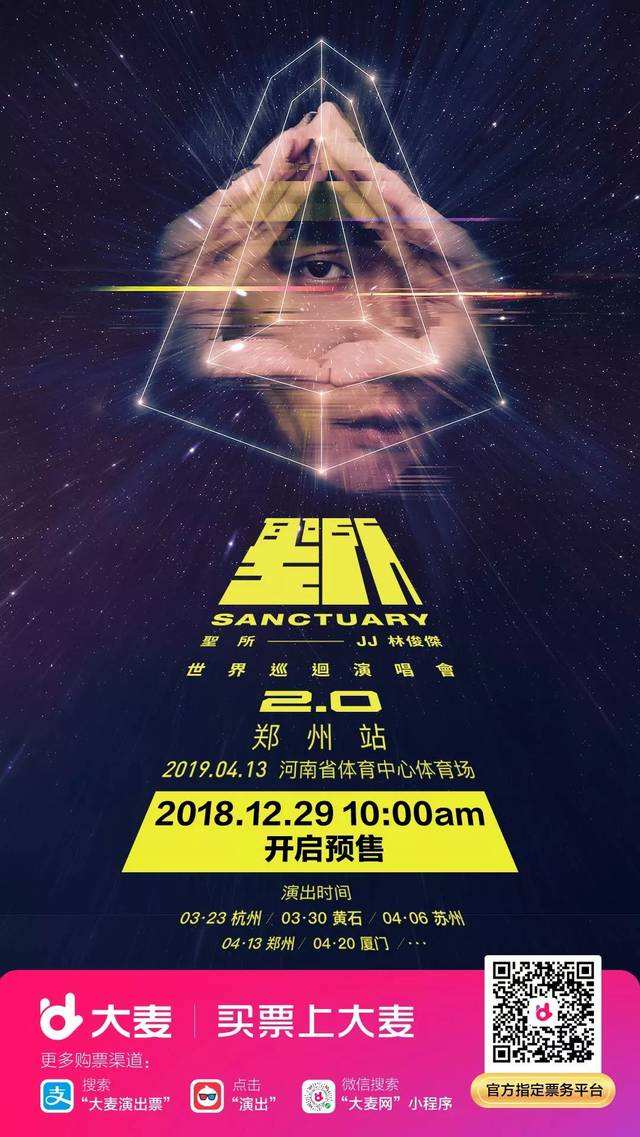 聖所
SANCTUARY
聖所 —— JJ 林俊傑
世界巡迴演唱會
2.0
郑州站
2019.04.13 河南省体育中心体育场
2018.12.29 10:00am
开启预售
演出时间
03·23 杭州 / 03·30 黄石 / 04·06 苏州
04·13 郑州 / 04·20 厦门 / ···
大麦 | 买票上大麦
更多购票渠道:
搜索
“大麦演出票”
点击
“演出”
微信搜索
“大麦网”小程序
官方指定票务平台